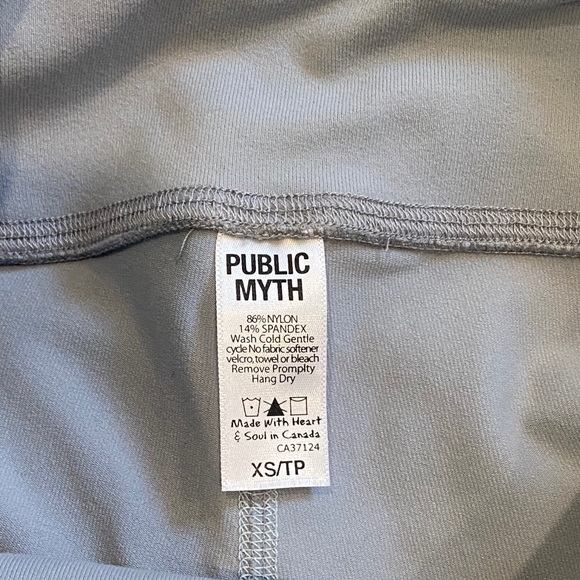 PUBLIC
MYTH
86% NYLON
14% SPANDEX
Wash Cold Gentle
cycle No fabric softener
velcro, towel or bleach
Remove Promplty
Hang Dry
Made With Heart
& Soul in Canada
CA37124
XS/TP